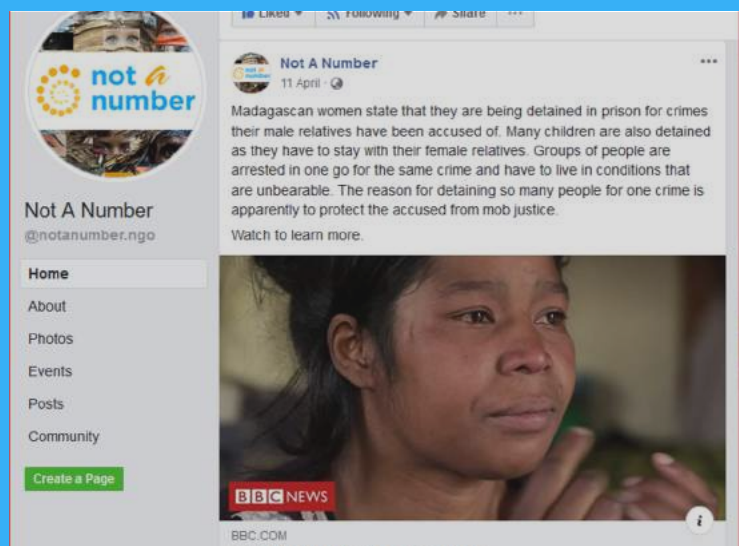 Liked
Following
Share
not a
number
Not A Number
@notanumber.ngo
Home
About
Photos
Events
Posts
Community
Create a Page
not a
number
Not A Number
11 April
Madagascan women state that they are being detained in prison for crimes
their male relatives have been accused of. Many children are also detained
as they have to stay with their female relatives. Groups of people are
arrested in one go for the same crime and have to live in conditions that
are unbearable. The reason for detaining so many people for one crime is
apparently to protect the accused from mob justice.
Watch to learn more.
BBC NEWS
i
BBC.COM